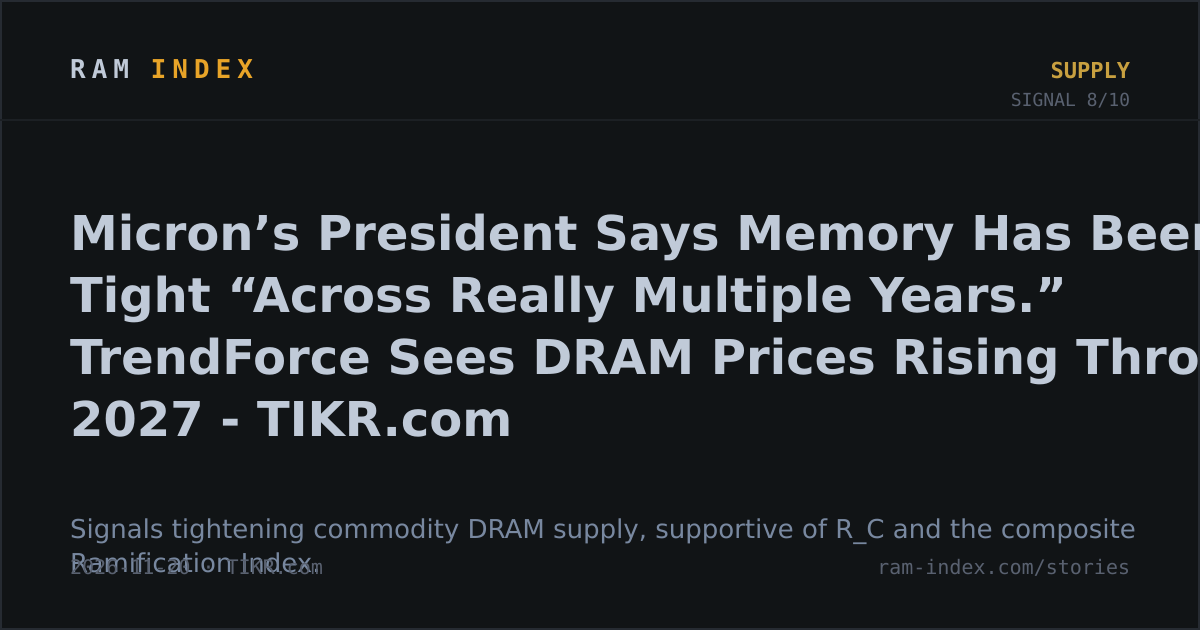 RAM INDEX
SUPPLY
SIGNAL 8/10
Micron’s President Says Memory Has Been
Tight “Across Really Multiple Years.”
TrendForce Sees DRAM Prices Rising Thro
2027 - TIKR.com
Signals tightening commodity DRAM supply, supportive of R_C and the composite
Ramification Index.
TIKR.com
ram-index.com/stories